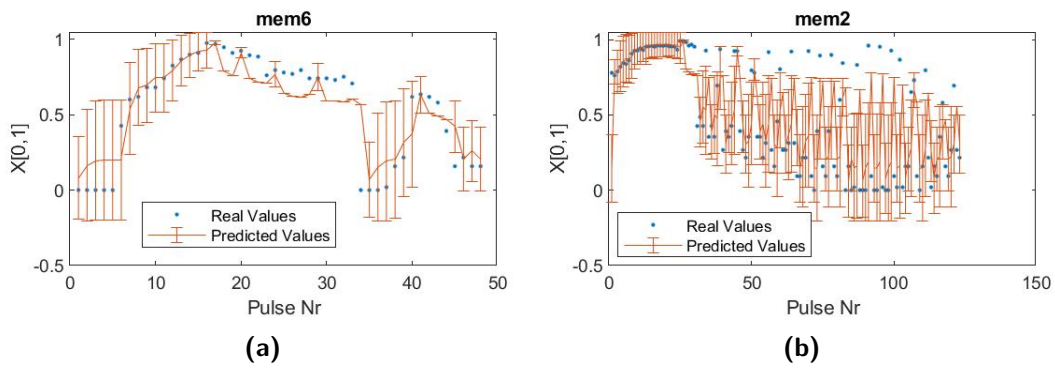 mem6
1
0.5
0
-0.5
X[0,1]
0 10 20 30 40 50
Pulse Nr
Real Values
Predicted Values
(a)
mem2
1
0.5
0
-0.5
X[0,1]
0 50 100 150
Pulse Nr
Real Values
Predicted Values
(b)